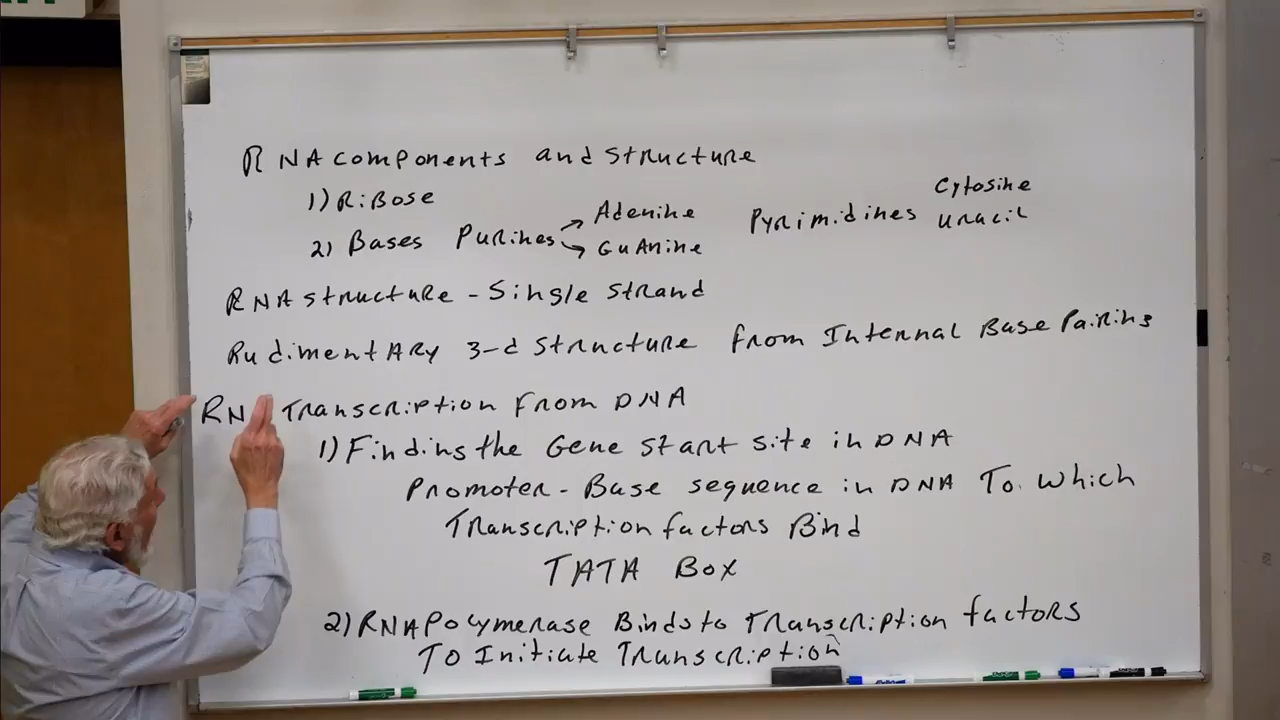 RNA components and structure
1) RiBose
2) Bases Purines Adenine Guanine Pyrimidines Cytosine uracil
RNA structure - Single strand
RudimentARy 3-d structure from Internal Base Pairing
RN Transcription From DNA
1) Finding the Gene start site in DNA
Promoter - Base sequence in DNA To which
Transcription factors Bind
TATA Box
2) RNA Polymerase Binds to Transcription factors
To Initiate Transcription